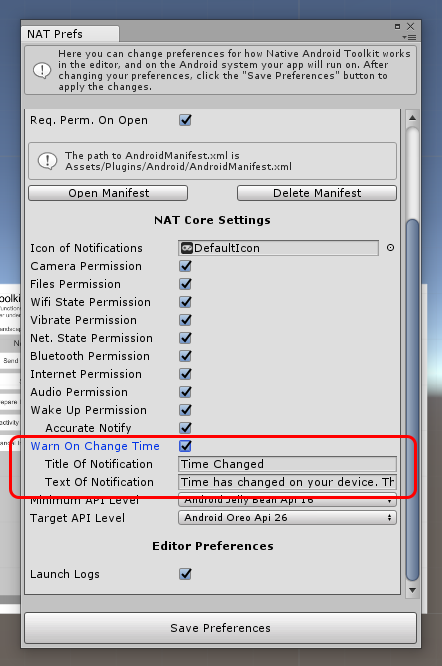 NAT Prefs
Here you can change preferences for how Native Android Toolkit works
in the editor, and on the Android system your app will run on. After
changing your preferences, click the "Save Preferences" button to
apply the changes.
Req. Perm. On Open
The path to AndroidManifest.xml is
Assets/Plugins/Android/AndroidManifest.xml
Open Manifest
Delete Manifest
NAT Core Settings
Icon of Notifications
DefaultIcon
Camera Permission
Files Permission
Wifi State Permission
Vibrate Permission
Net. State Permission
Bluetooth Permission
Internet Permission
Audio Permission
Wake Up Permission
Accurate Notify
Warn On Change Time
Title Of Notification
Time Changed
Text Of Notification
Time has changed on your device. Th
Minimum API Level
Android Jelly Bean Api 16
Target API Level
Android Oreo Api 26
Editor Preferences
Launch Logs
Save Preferences